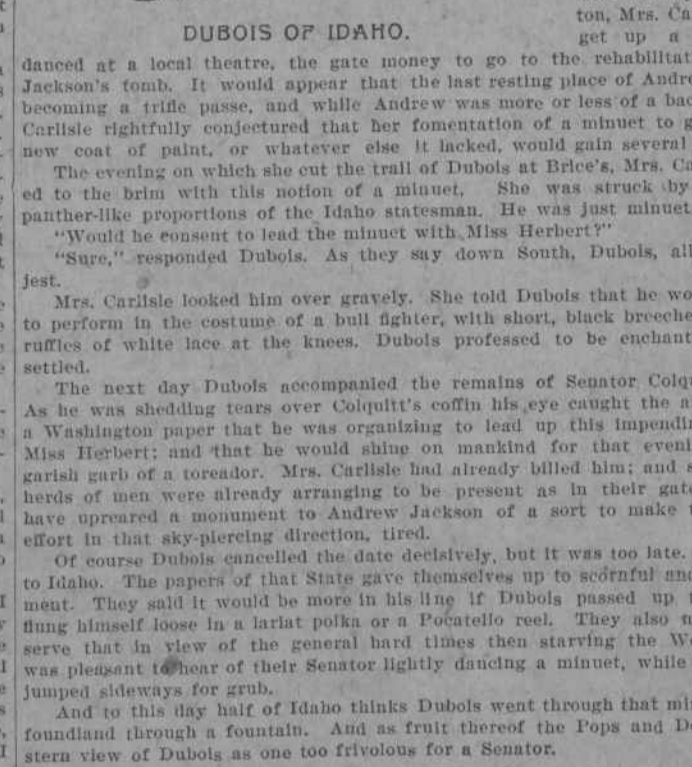 ton, Mrs. Ca
get up a
DUBOIS OF IDAHO.
danced at a local theatre, the gate money to go to the rehabilitat
Jackson's tomb. It would appear that the last resting place of Andre
becoming a trifle passe, and while Andrew was more or less of a bac
Carlisle rightfully conjectured that her fomentation of a minuet to g
new coat of paint, or whatever else it lacked, would gain several
The evening on which she cut the trail of Dubois at Brice's, Mrs. Ca
ed to the brim with this notion of a minuet. She was struck by
panther-like proportions of the Idaho statesman. He was just minuet
"Would he consent to lead the minuet with Miss Herbert?"
"Sure," responded Dubois. As they say down South, Dubois, all
jest.
Mrs. Carlisle looked him over gravely. She told Dubois that he wo
to perform in the costume of a bull fighter, with short, black breeche
ruffles of white lace at the knees. Dubois professed to be enchant
settled.
The next day Dubois accompanied the remains of Senator Colqu
As he was shedding tears over Colquitt's coffin his eye caught the a
a Washington paper that he was organizing to lead up this impendin
Miss Herbert; and that he would shine on mankind for that eveni
garish garb of a toreador. Mrs. Carlisle had already billed him; and s
herds of men were already arranging to be present as in their gate
have upreared a monument to Andrew Jackson of a sort to make t
effort in that sky-piercing direction, tired.
Of course Dubois cancelled the date decisively, but it was too late.
to Idaho. The papers of that State gave themselves up to scornful and
ment. They said it would be more in his line if Dubois passed up
flung himself loose in a lariat polka or a Pocatello reel. They also
serve that in view of the general hard times then starving the We
was pleasant to hear of their Senator lightly dancing a minuet, while
jumped sideways for grub.
And to this day half of Idaho thinks Dubois went through that mi
foundland through a fountain. And as fruit thereof the Pops and De
stern view of Dubois as one too frivolous for a Senator.